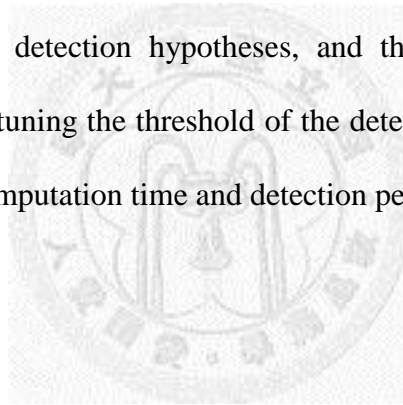 detection hypotheses, and th
tuning the threshold of the dete
mputation time and detection pe